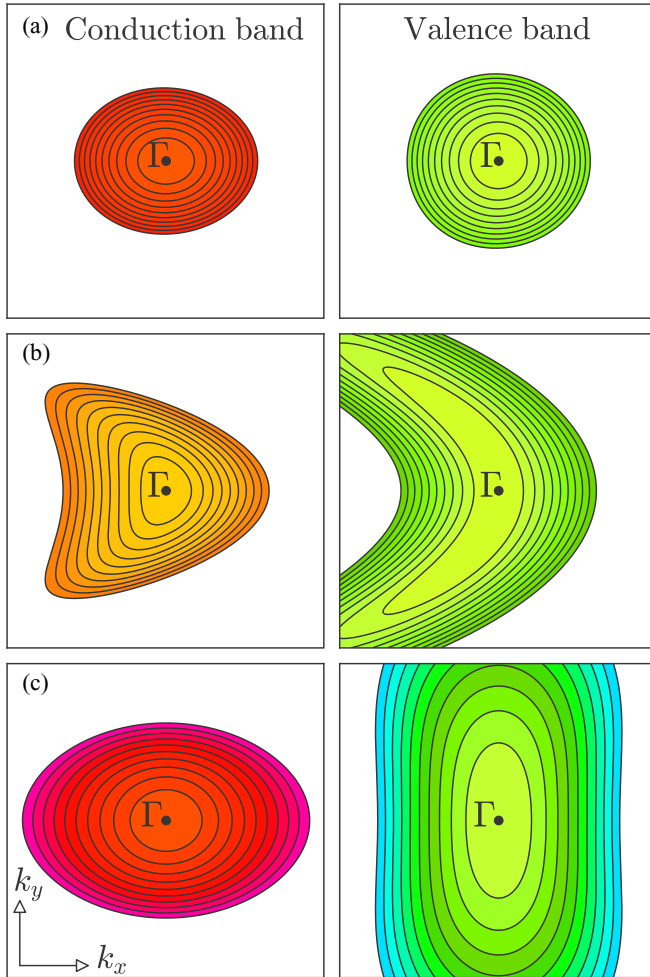 (a) Conduction band Valence band
Γ Γ
(b)
Γ Γ
(c)
Γ Γ
k_y
k_x